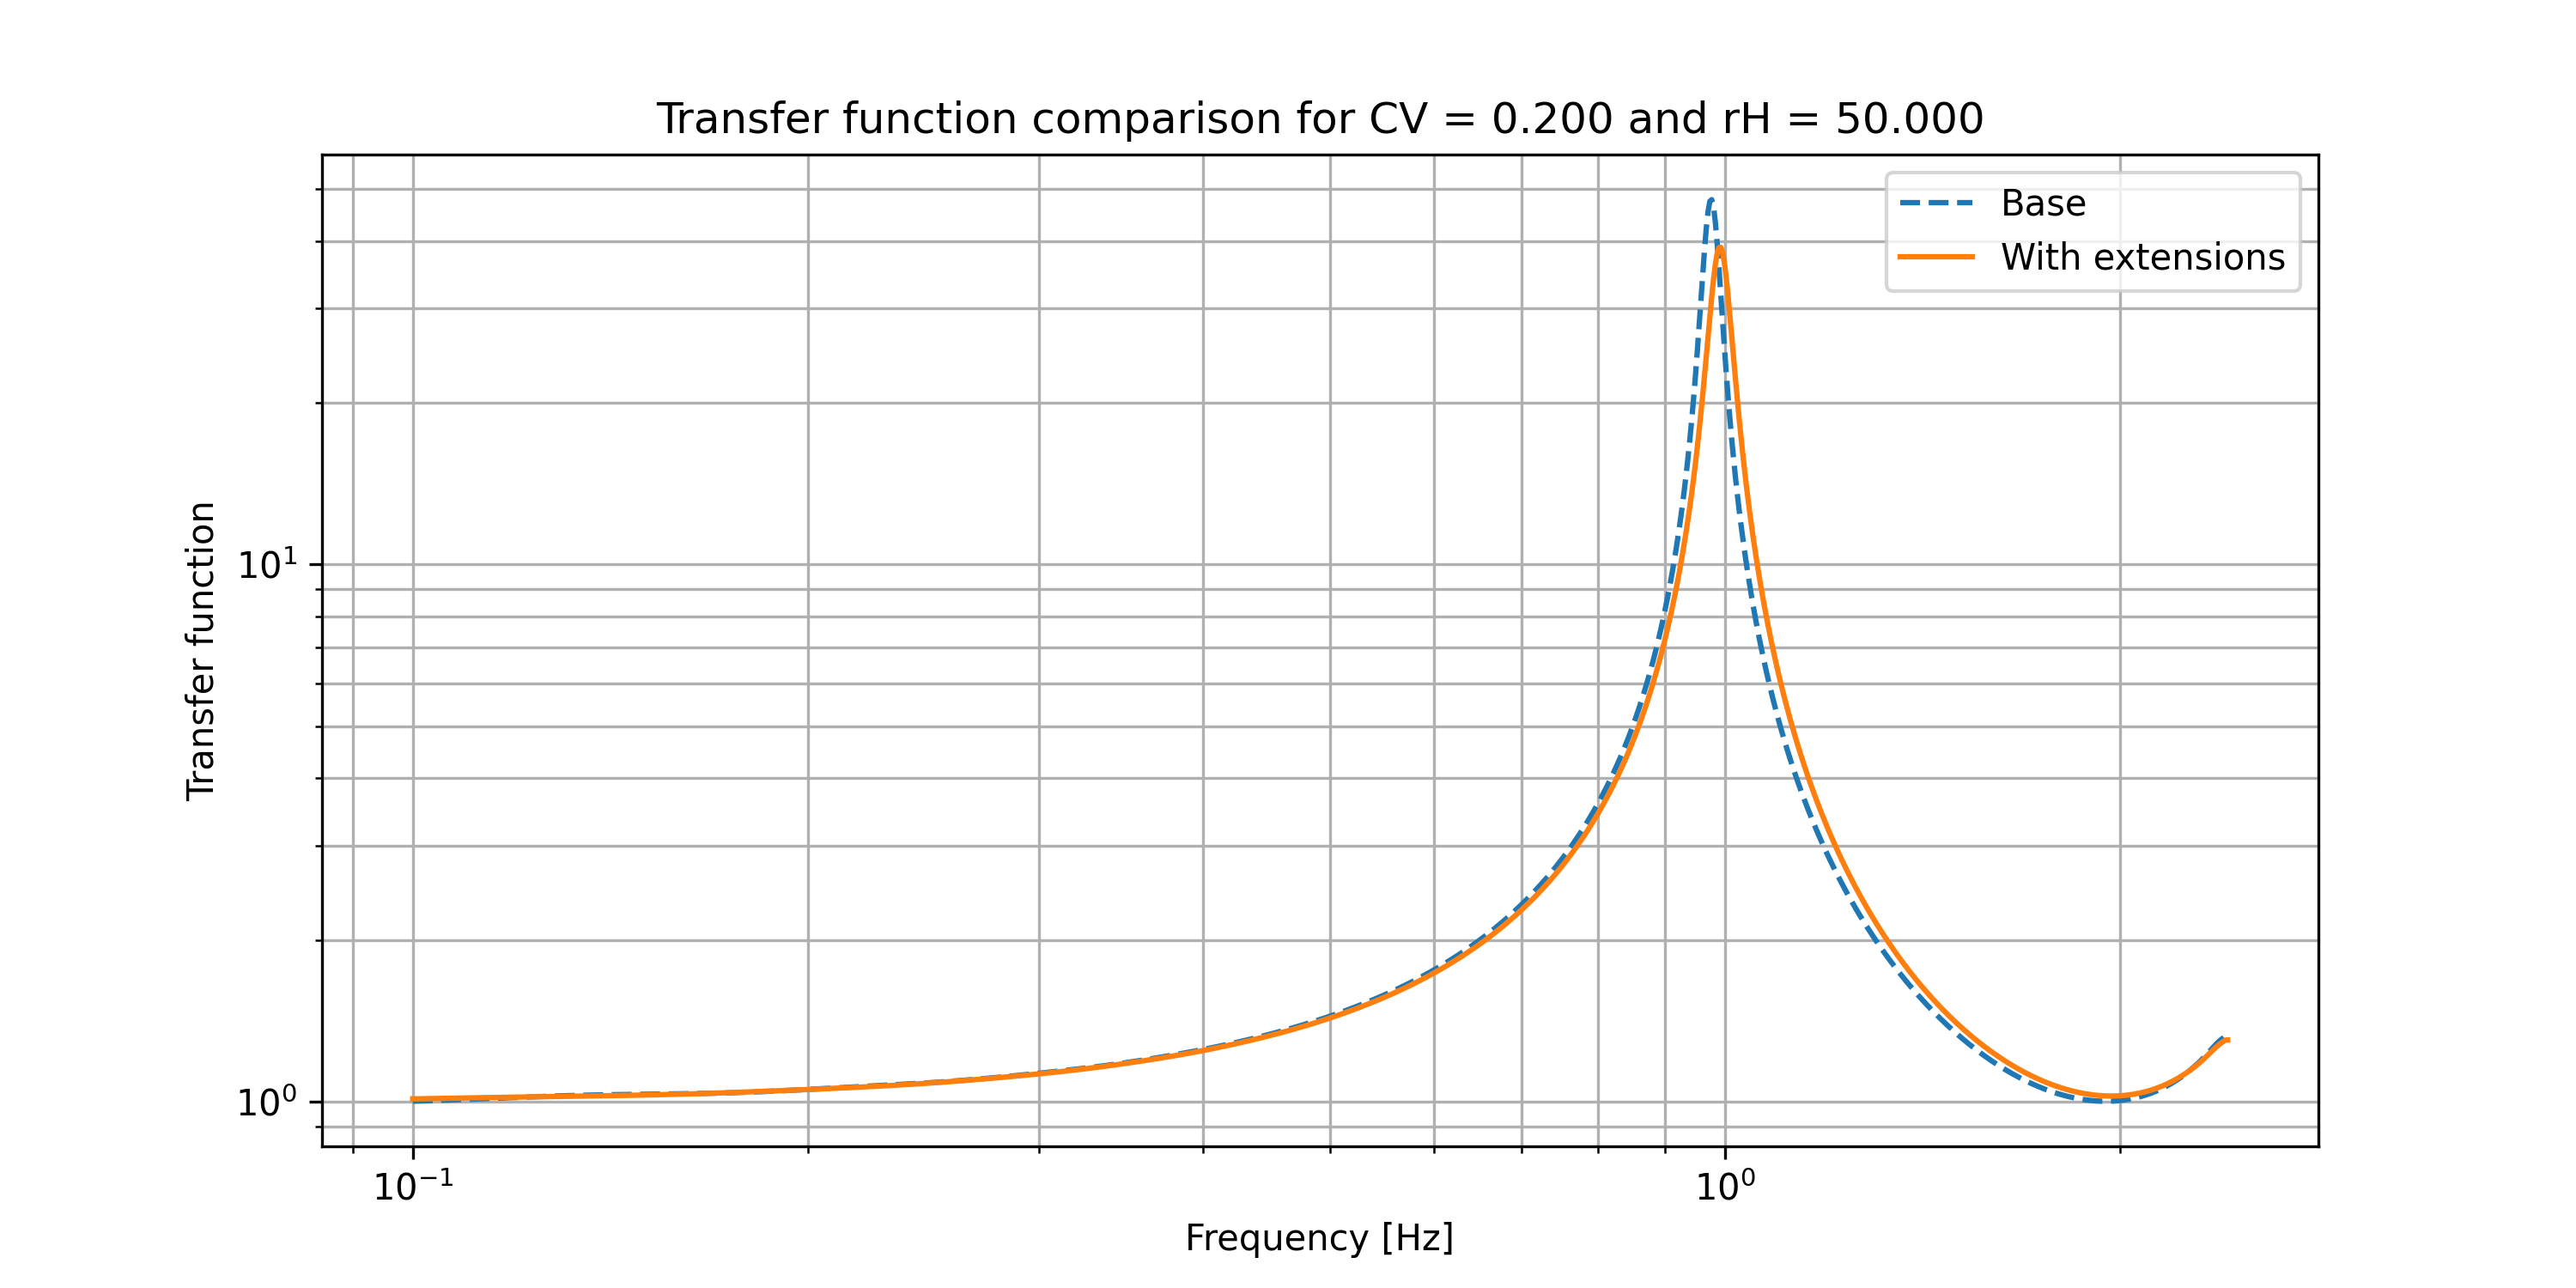 Transfer function comparison for CV = 0.200 and rH = 50.000
Base
With extensions
Transfer function
10¹
10⁰
10⁻¹
10⁰
Frequency [Hz]